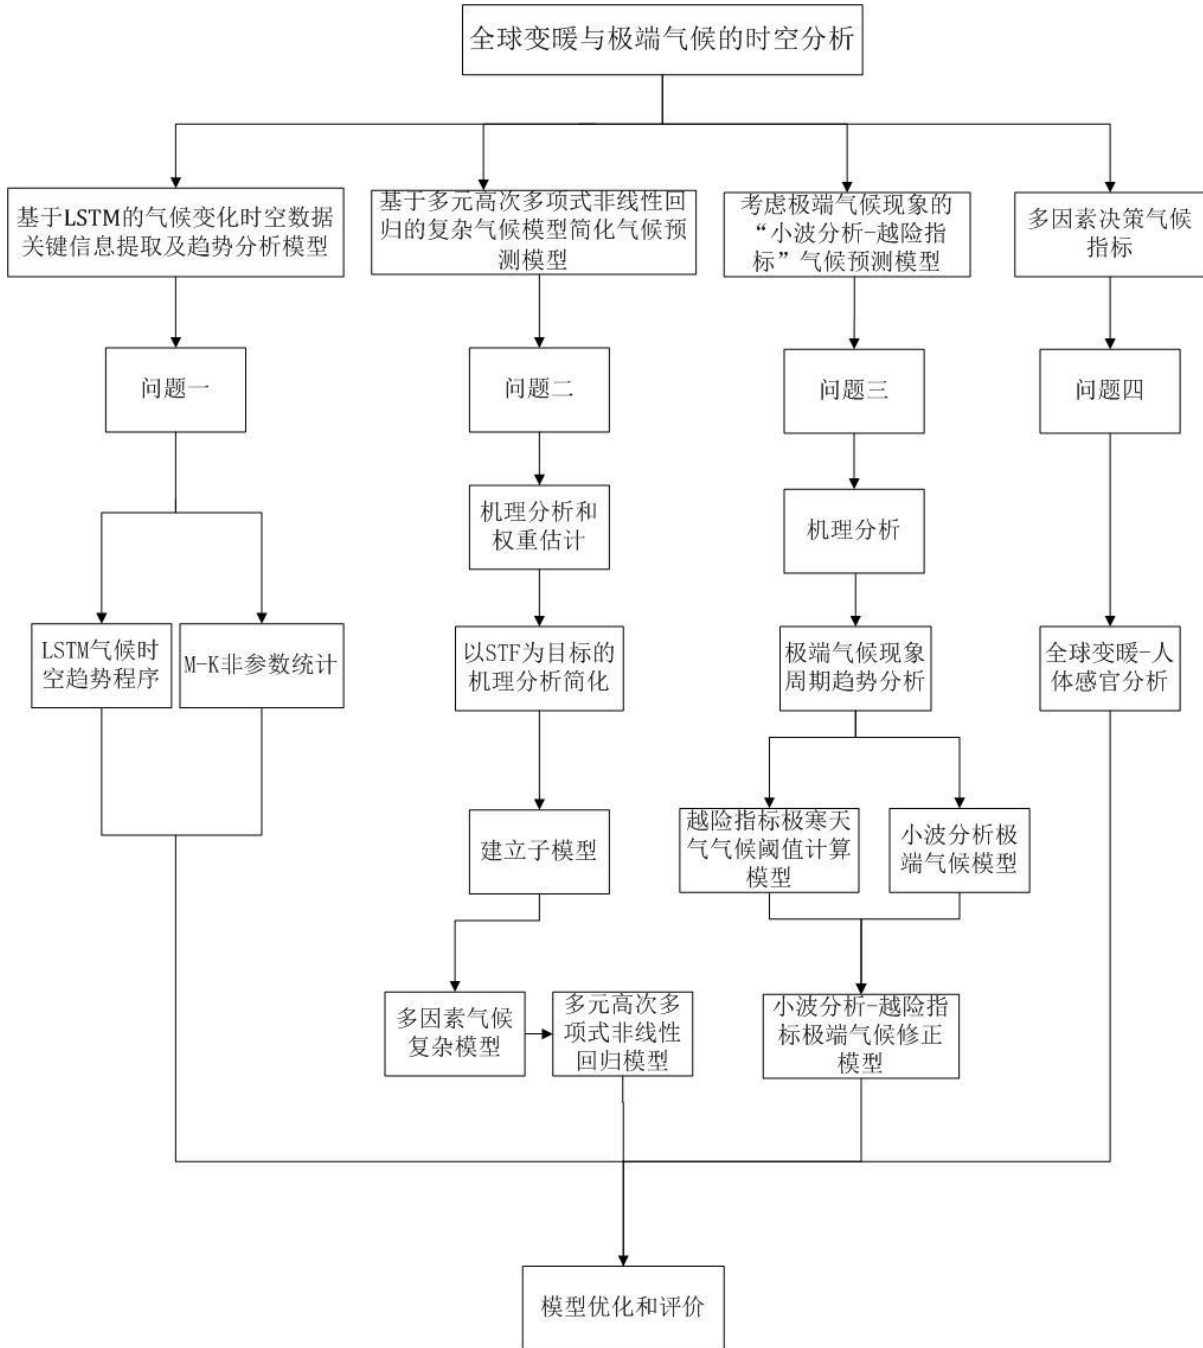 全球变暖与极端气候的时空分析
基于LSTM的气候变化时空数据
关键信息提取及趋势分析模型
基于多元高次多项式非线性回
归的复杂气候模型简化气候预
测模型
考虑极端气候现象的
“小波分析-越险指
标”气候预测模型
多因素决策气候
指标
问题一
问题二
问题三
问题四
机理分析和
权重估计
机理分析
LSTM气候时
空趋势程序
M-K非参数统计
以STF为目标的
机理分析简化
极端气候现象
周期趋势分析
全球变暖-人
体感官分析
建立子模型
越险指标极寒天
气气候阈值计算
模型
小波分析极
端气候模型
多因素气候
复杂模型
多元高次多
项式非线性
回归模型
小波分析-越险指
标极端气候修正
模型
模型优化和评价